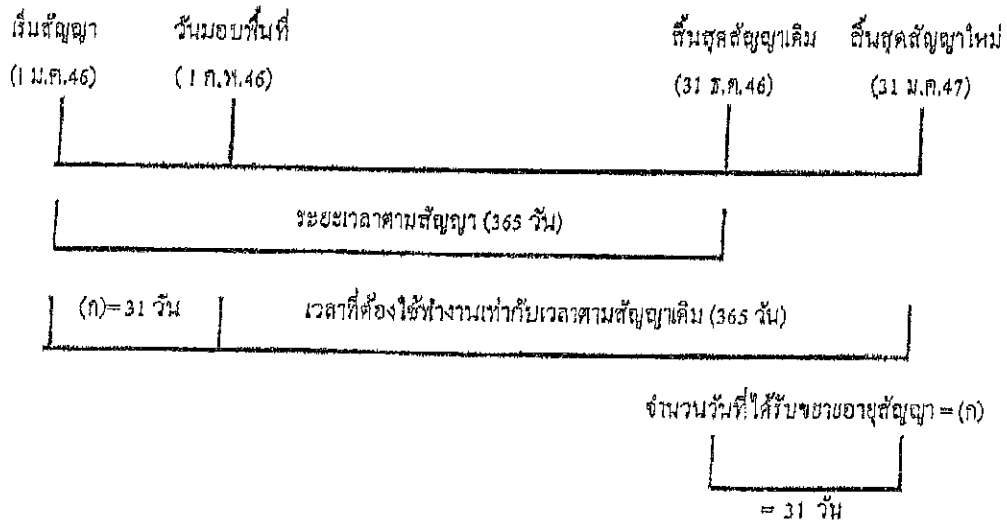 เริ่มสัญญา วันมอบพื้นที่ สิ้นสุดสัญญาเดิม สิ้นสุดสัญญาใหม่
(1 ม.ค.46) (1 ก.พ.46) (31 ธ.ค.46) (31 ม.ค.47)
ระยะเวลาตามสัญญา (365 วัน)
(ก)=31 วัน เวลาที่ต้องใช้ทำงานเท่ากับเวลาตามสัญญาเดิม (365 วัน)
จำนวนวันที่ได้รับขยายอายุสัญญา = (ก)
= 31 วัน